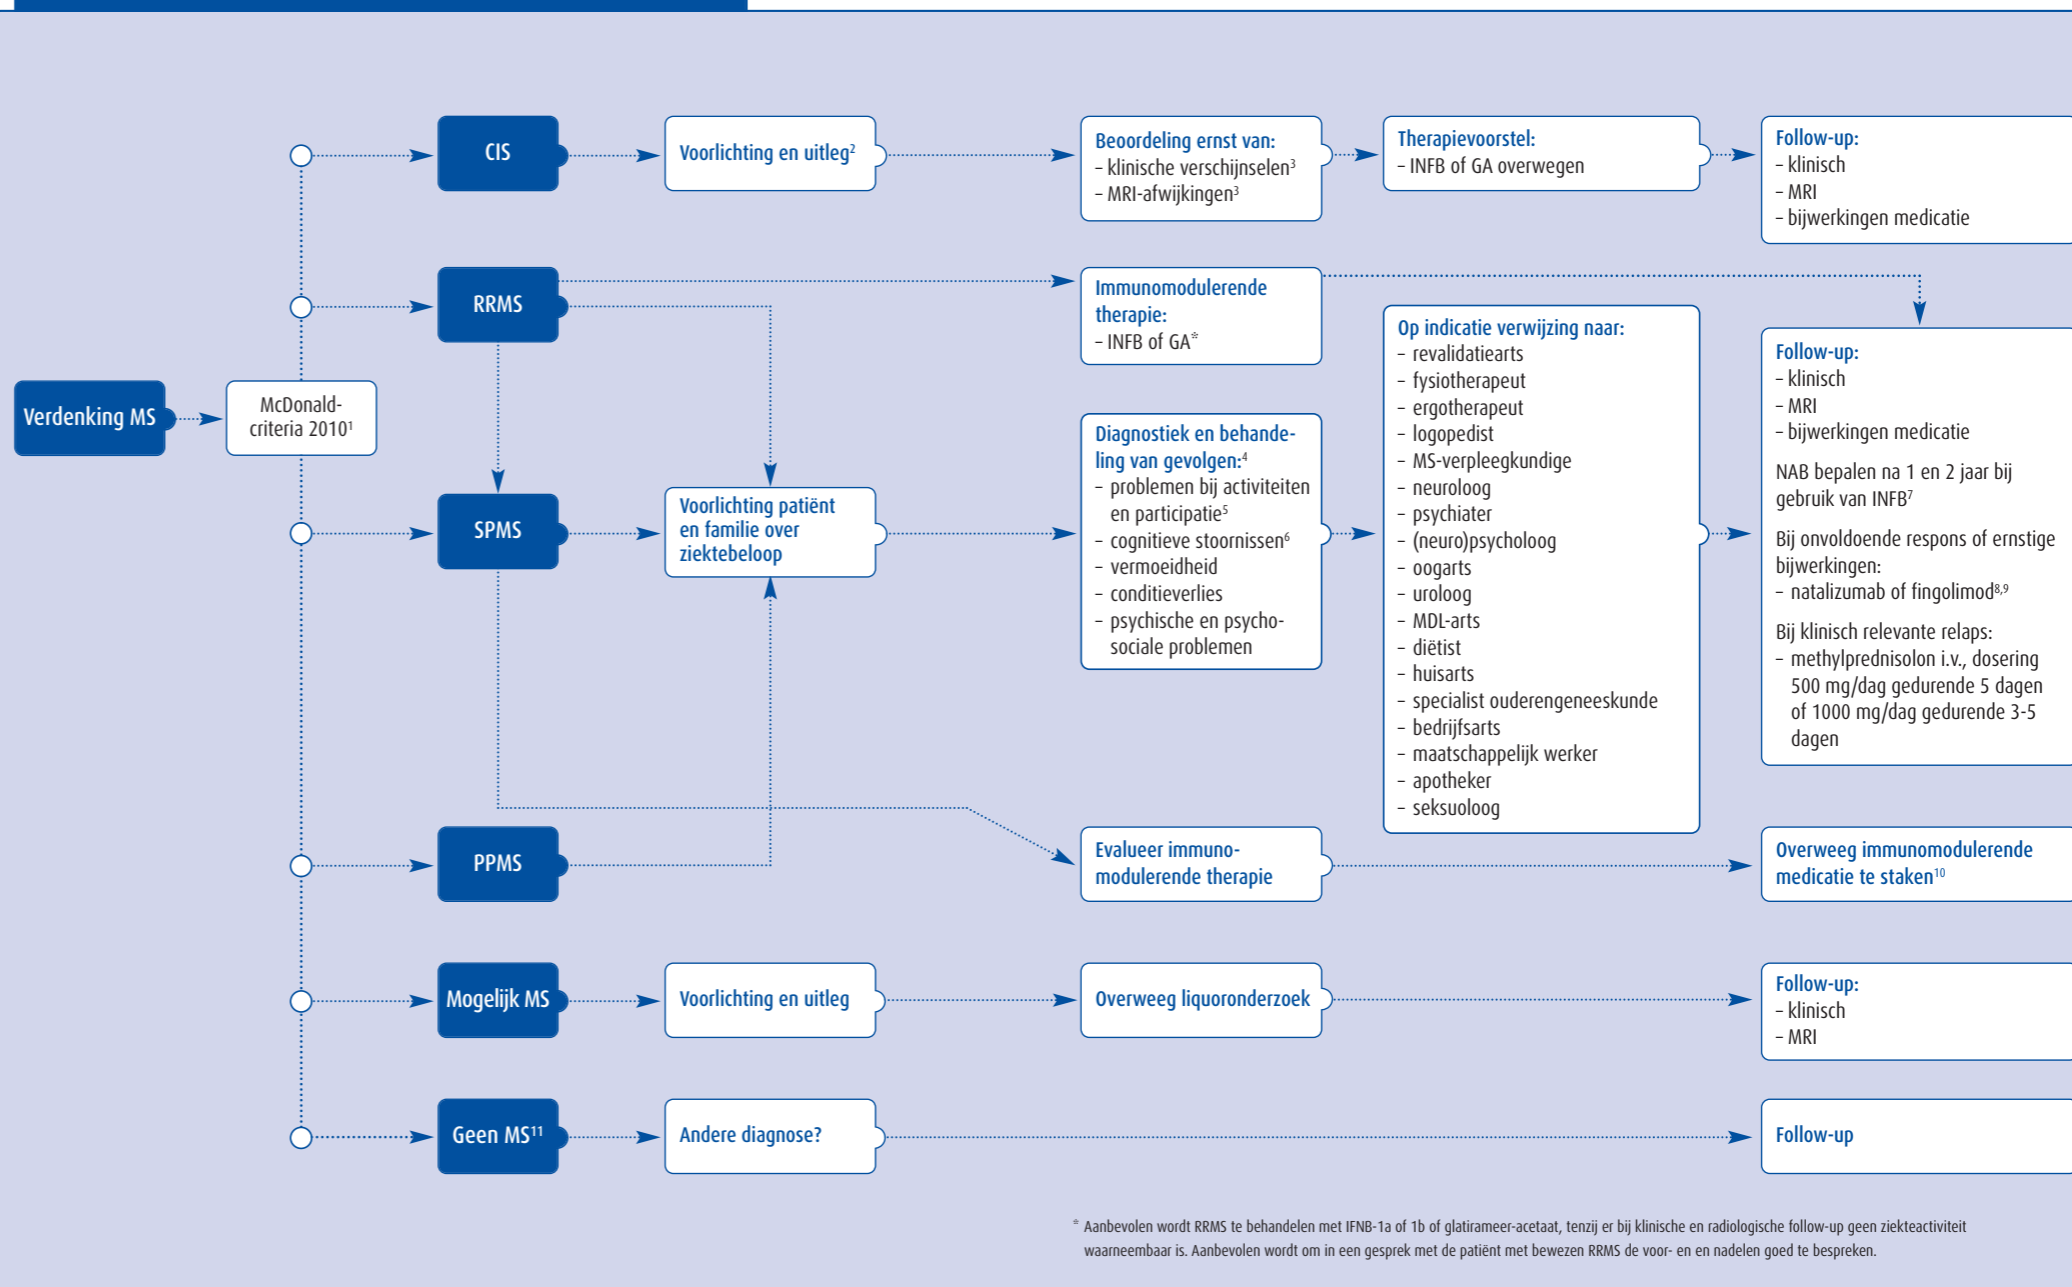 Verdenking MS
McDonald-
criteria 2010¹
CIS
Voorlichting en uitleg²
Beoordeling ernst van:
– klinische verschijnselen³
– MRI-afwijkingen³
Therapievoorstel:
– INFB of GA overwegen
Follow-up:
– klinisch
– MRI
– bijwerkingen medicatie
RRMS
Immunomodulerende
therapie:
– INFB of GA*
SPMS
Voorlichting patiënt
en familie over
ziektebeloop
Diagnostiek en behande-
ling van gevolgen:⁴
– problemen bij activiteiten
en participatie⁵
– cognitieve stoornissen⁶
– vermoeidheid
– conditieverlies
– psychische en psycho-
sociale problemen
Op indicatie verwijzing naar:
– revalidatiearts
– fysiotherapeut
– ergotherapeut
– logopedist
– MS-verpleegkundige
– neuroloog
– psychiater
– (neuro)psycholoog
– oogarts
– uroloog
– MDL-arts
– diëtist
– huisarts
– specialist ouderengeneeskunde
– bedrijfsarts
– maatschappelijk werker
– apotheker
– seksuoloog
Follow-up:
– klinisch
– MRI
– bijwerkingen medicatie
NAB bepalen na 1 en 2 jaar bij
gebruik van INFB⁷
Bij onvoldoende respons of ernstige
bijwerkingen:
– natalizumab of fingolimod⁸,⁹
Bij klinisch relevante relaps:
– methylprednisolon i.v., dosering
500 mg/dag gedurende 5 dagen
of 1000 mg/dag gedurende 3-5
dagen
PPMS
Evalueer immuno-
modulerende therapie
Overweeg immunomodulerende
medicatie te staken¹⁰
Mogelijk MS
Voorlichting en uitleg
Overweeg liquoronderzoek
Follow-up:
– klinisch
– MRI
Geen MS¹¹
Andere diagnose?
Follow-up
* Aanbevolen wordt RRMS te behandelen met IFNB-1a of 1b of glatirameer-acetaat, tenzij er bij klinische en radiologische follow-up geen ziekteactiviteit
waarneembaar is. Aanbevolen wordt om in een gesprek met de patiënt met bewezen RRMS de voor- en en nadelen goed te bespreken.